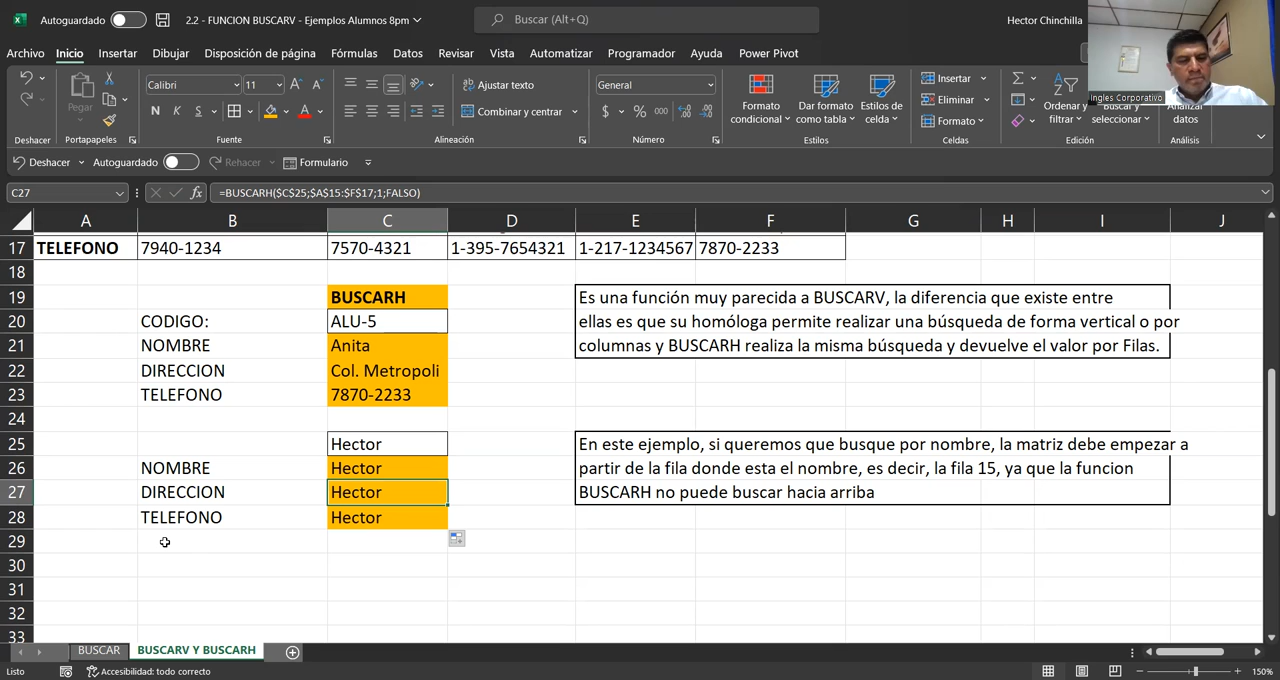 Autoguardado
2.2 - FUNCION BUSCARV - Ejemplos Alumnos 8pm
Buscar (Alt+Q)
Hector Chinchilla
Archivo Inicio Insertar Dibujar Disposición de página Fórmulas Datos Revisar Vista Automatizar Programador Ayuda Power Pivot
Ingles Corporativo
Pegar
Calibri 11
N K S
Ajustar texto
Combinar y centrar
General
$ % 000
Formato condicional
Dar formato como tabla
Estilos de celda
Insertar
Eliminar
Formato
Ordenar y filtrar
Buscar y seleccionar
Analizar datos
Deshacer Portapapeles Fuente Alineación Número Estilos Celdas Edición Análisis
Deshacer Autoguardado Rehacer Formulario
C27 fx =BUSCARH($C$25;$A$15:$F$17;1;FALSO)
A B C D E F G H I J
17 TELEFONO 7940-1234 7570-4321 1-395-7654321 1-217-1234567 7870-2233
18
19 BUSCARH Es una función muy parecida a BUSCARV, la diferencia que existe entre
20 CODIGO: ALU-5 ellas es que su homóloga permite realizar una búsqueda de forma vertical o por
21 NOMBRE Anita columnas y BUSCARH realiza la misma búsqueda y devuelve el valor por Filas.
22 DIRECCION Col. Metropoli
23 TELEFONO 7870-2233
24
25 Hector En este ejemplo, si queremos que busque por nombre, la matriz debe empezar a
26 NOMBRE Hector partir de la fila donde esta el nombre, es decir, la fila 15, ya que la funcion
27 DIRECCION Hector BUSCARH no puede buscar hacia arriba
28 TELEFONO Hector
29
30
31
32
33
BUSCAR BUSCARV Y BUSCARH
Listo Accesibilidad: todo correcto 150%